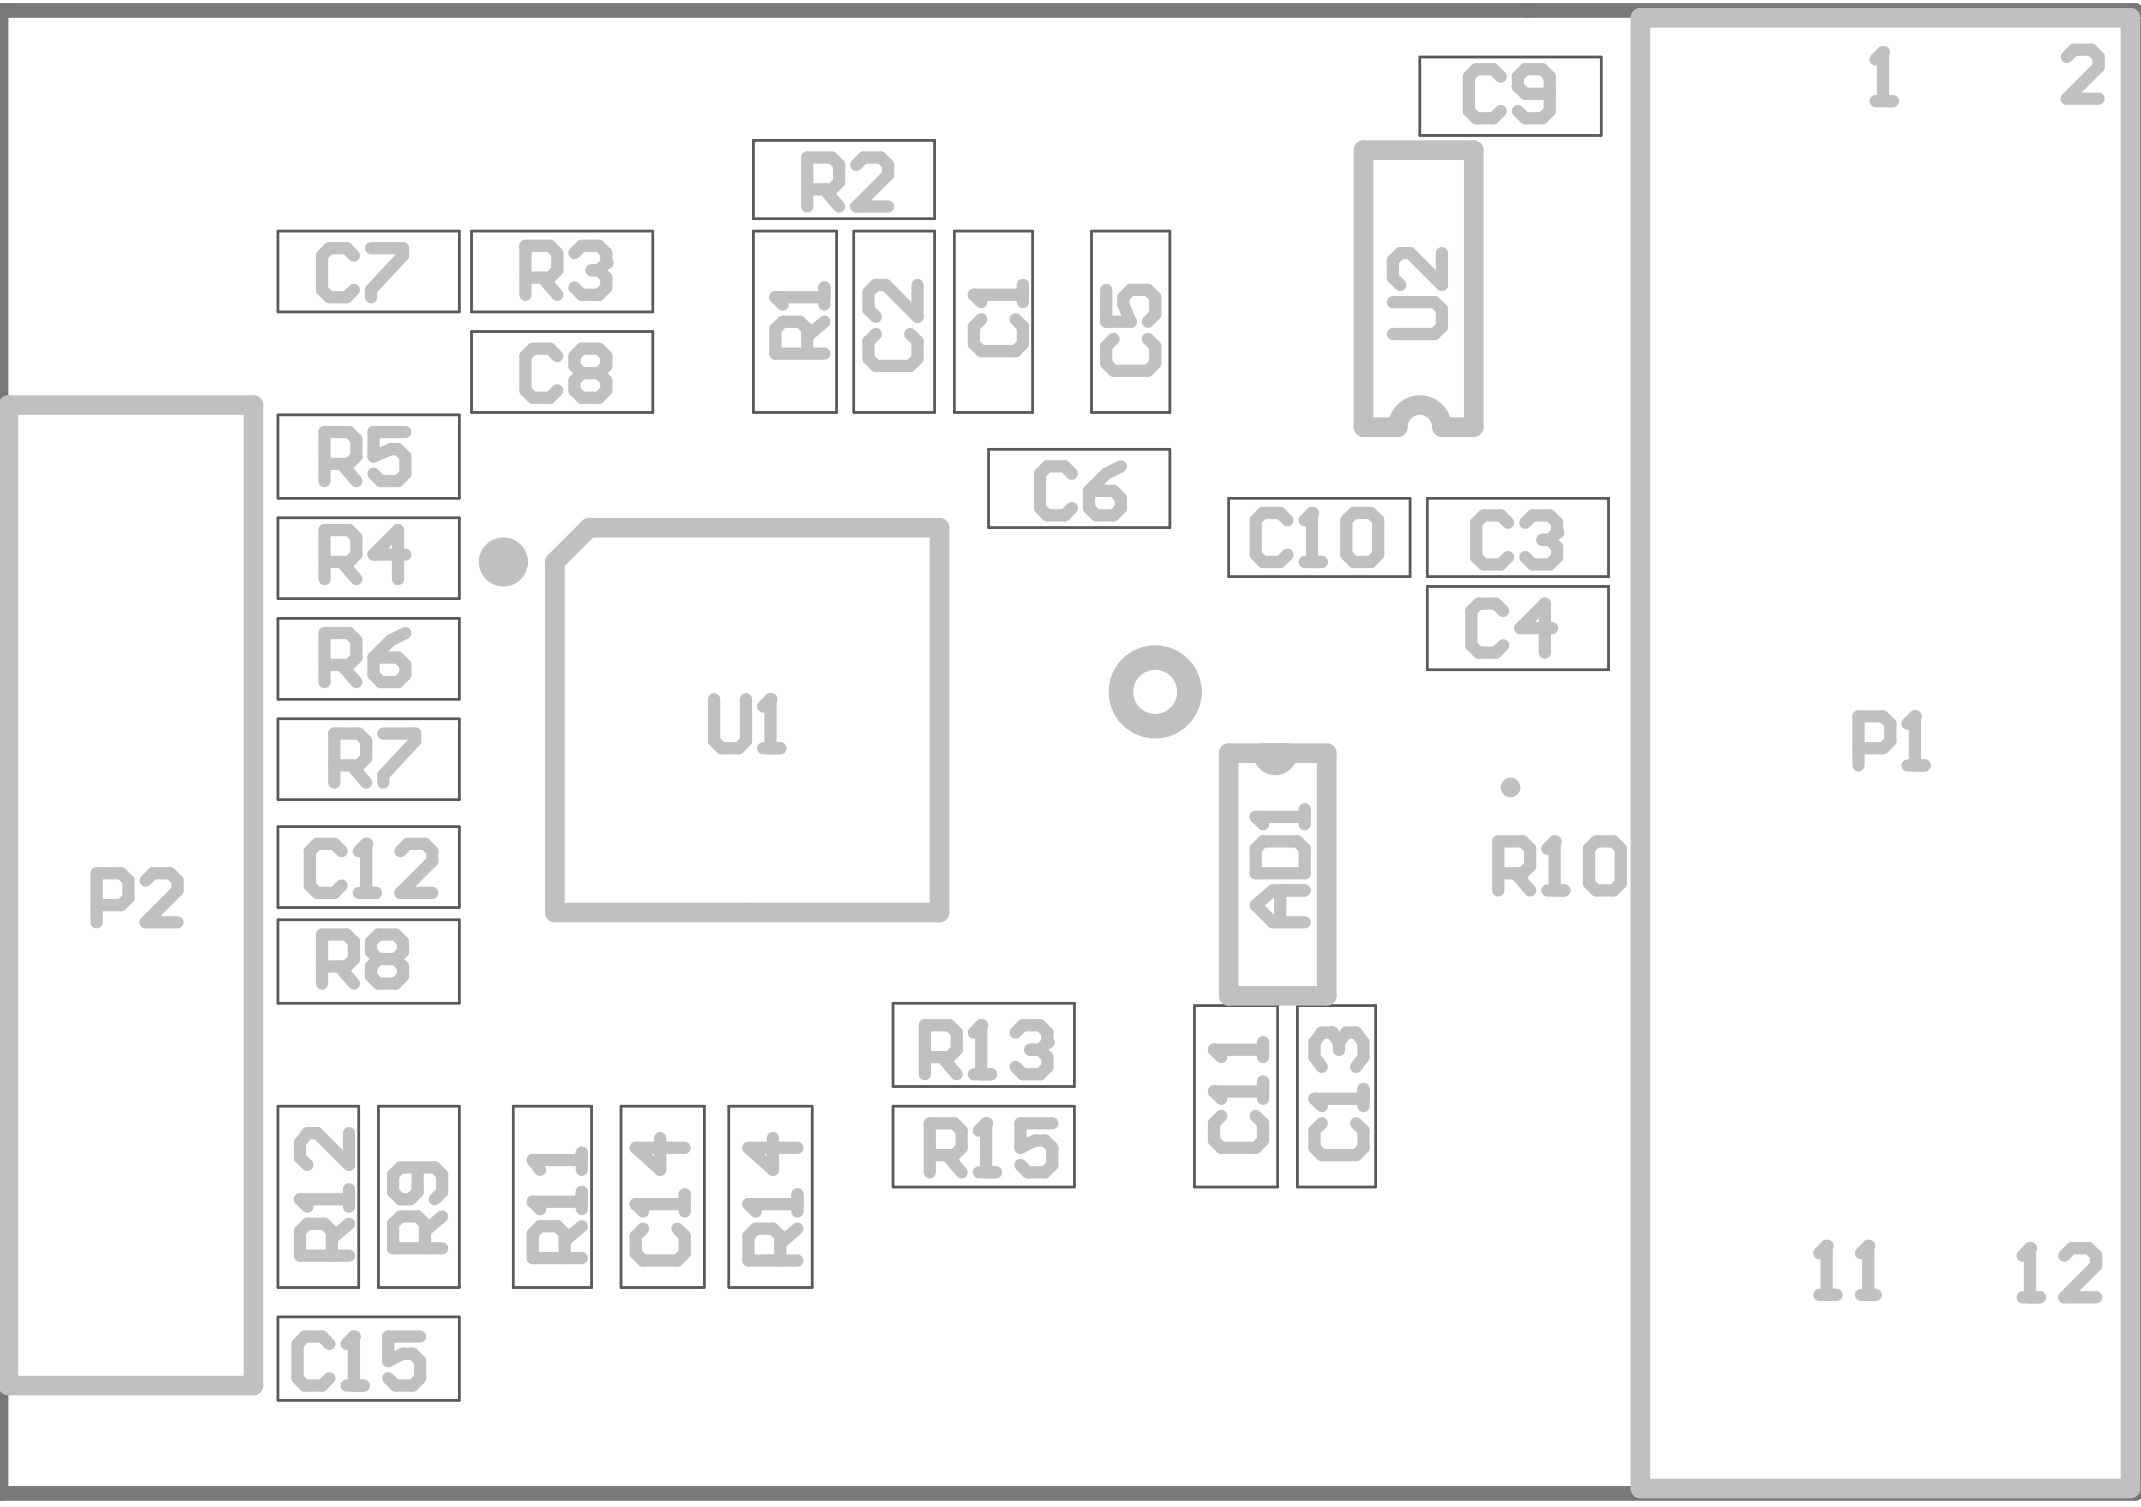 1 2
C9
R2
C7 R3 R1 C2 C1 C5 U2
C8
R5
C6
R4 C10 C3
R6 C4
R7 U1 P1
C12 AD1 R10
P2
R8
R13 C11 C13
R15
R12 R9 R11 C14 R14
11 12
C15